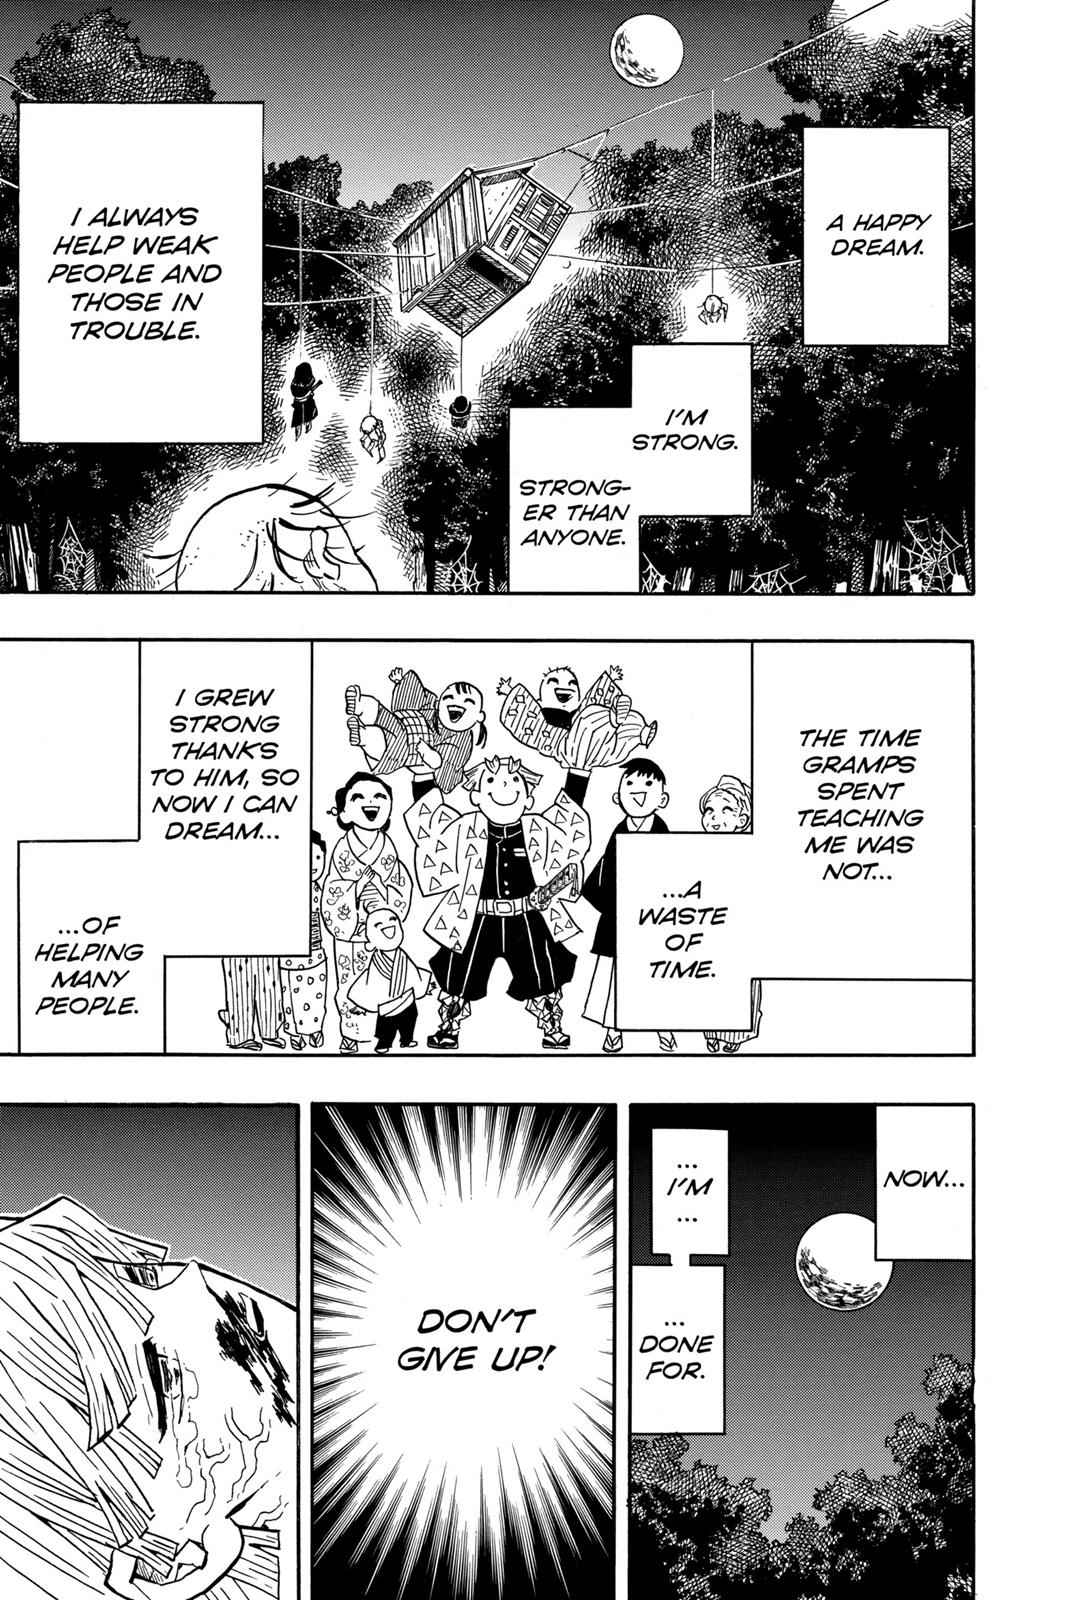 A HAPPY
DREAM.
I'M
STRONG.
STRONG-
ER THAN
ANYONE.
I ALWAYS
HELP WEAK
PEOPLE AND
THOSE IN
TROUBLE.
THE TIME
GRAMPS
SPENT
TEACHING
ME WAS
NOT...
...A
WASTE
OF
TIME.
I GREW
STRONG
THANKS
TO HIM, SO
NOW I CAN
DREAM...
...OF
HELPING
MANY
PEOPLE.
NOW...
...
I'M
...
...
DONE
FOR.
DON'T
GIVE UP!